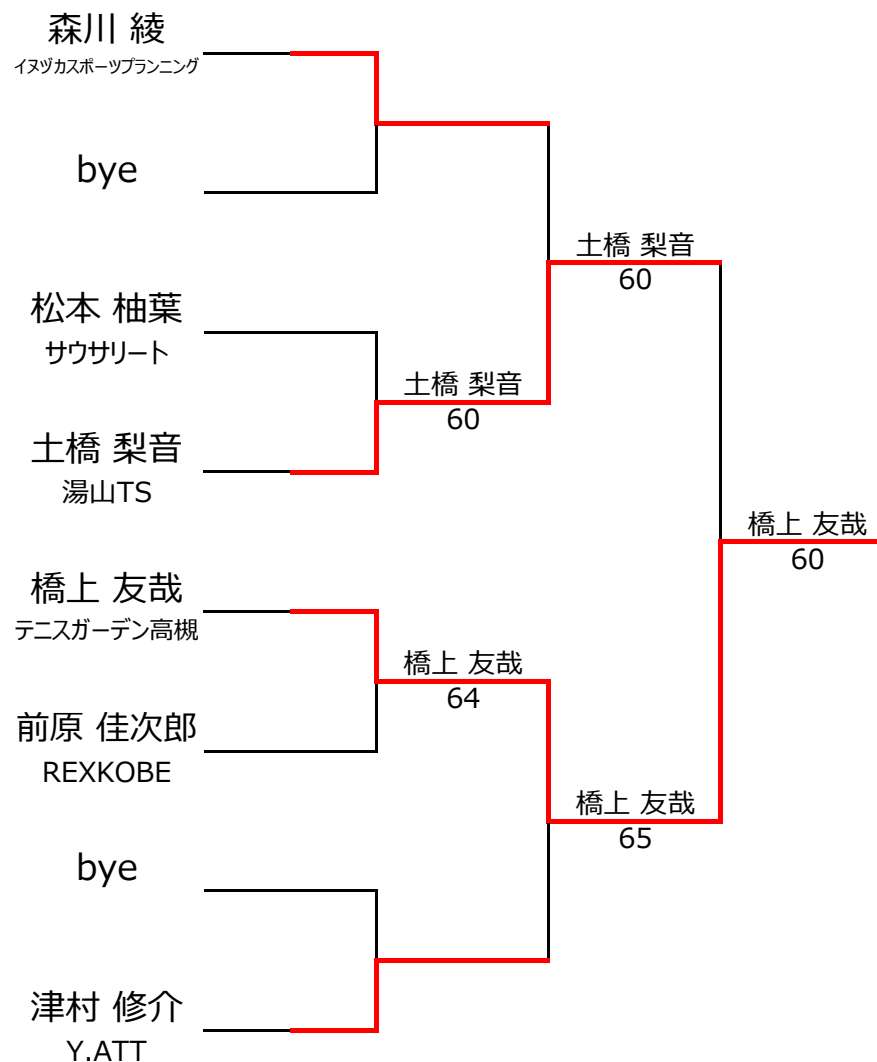 森川 綾
イヌヅカスポーツプランニング
bye
松本 柚葉
サウサリート
土橋 梨音
湯山TS
橋上 友哉
テニスガーデン高槻
前原 佳次郎
REXKOBE
bye
津村 修介
Y.ATT
土橋 梨音
60
橋上 友哉
64
土橋 梨音
60
橋上 友哉
65
橋上 友哉
60